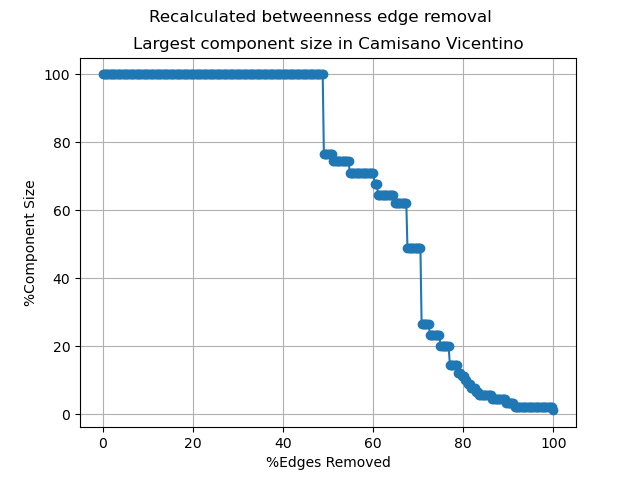 Recalculated betweenness edge removal
Largest component size in Camisano Vicentino
100
80
60
40
20
0
%Component Size
0 20 40 60 80 100
%Edges Removed